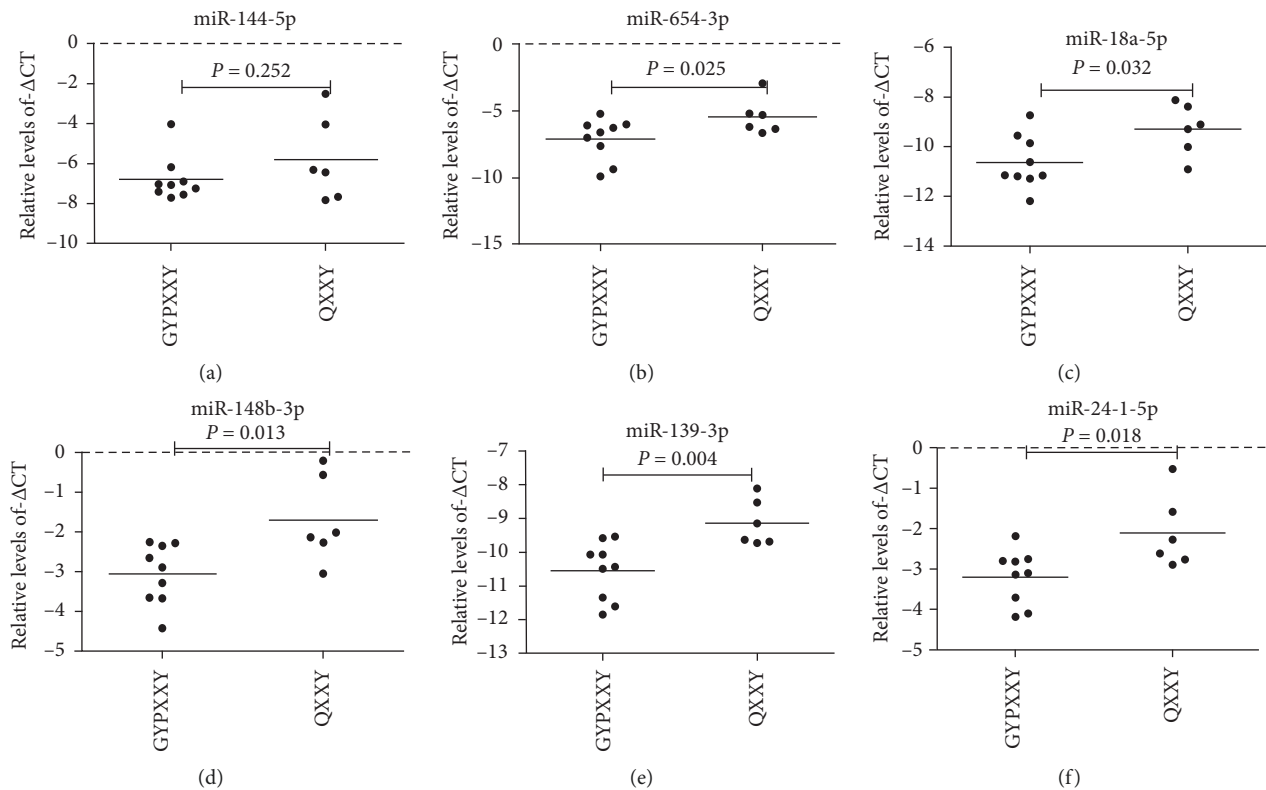 miR-144-5p
0
P = 0.252
−2
−4
−6
−8
−10
Relative levels of-ΔCT
GYPXXY
QXXY
(a)
miR-654-3p
0
P = 0.025
−5
−10
−15
Relative levels of-ΔCT
GYPXXY
QXXY
(b)
−6
miR-18a-5p
P = 0.032
−8
−10
−12
−14
Relative levels of-ΔCT
GYPXXY
QXXY
(c)
miR-148b-3p
P = 0.013
0
−1
−2
−3
−4
−5
Relative levels of-ΔCT
GYPXXY
QXXY
(d)
miR-139-3p
−7
P = 0.004
−8
−9
−10
−11
−12
−13
Relative levels of-ΔCT
GYPXXY
QXXY
(e)
miR-24-1-5p
P = 0.018
0
−1
−2
−3
−4
−5
Relative levels of-ΔCT
GYPXXY
QXXY
(f)